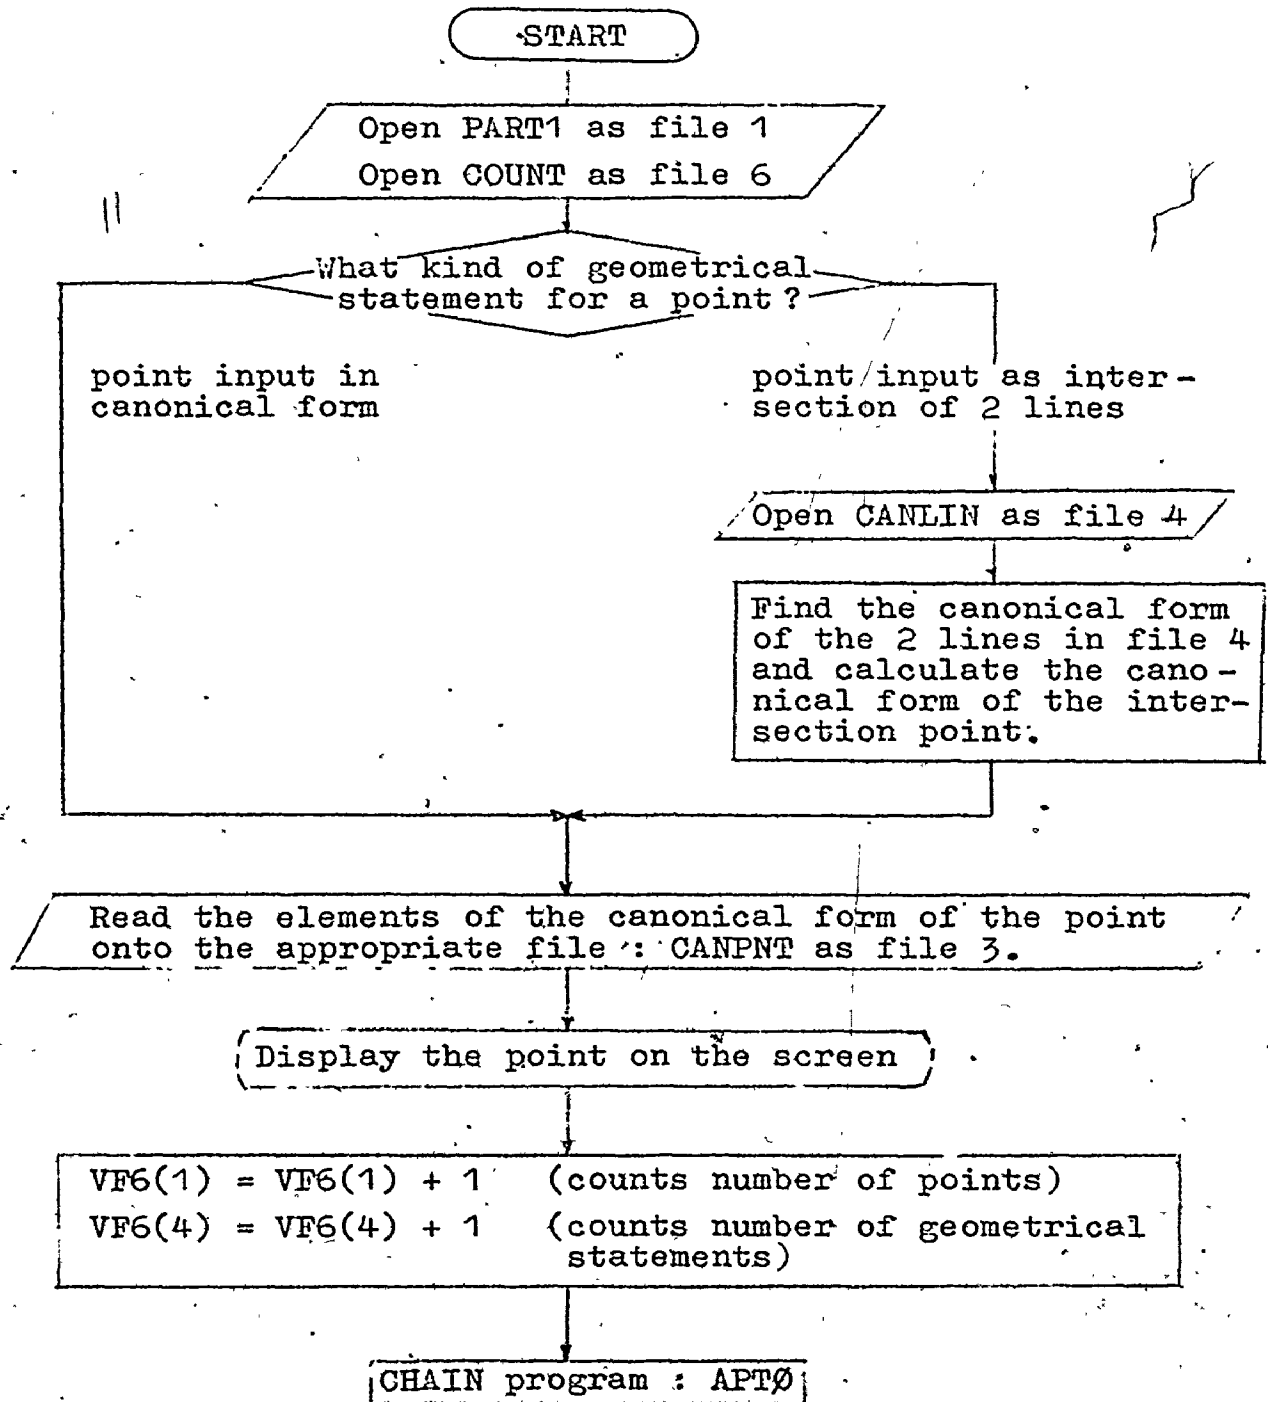 START
Open PART1 as file 1
Open COUNT as file 6
What kind of geometrical
statement for a point?
point input in
canonical form
point input as inter-
section of 2 lines
Open CANLIN as file 4
Find the canonical form
of the 2 lines in file 4
and calculate the cano-
nical form of the inter-
section point.
Read the elements of the canonical form of the point
onto the appropriate file : CANPNT as file 3.
Display the point on the screen
VF6(1) = VF6(1) + 1 (counts number of points)
VF6(4) = VF6(4) + 1 (counts number of geometrical
statements)
CHAIN program : APTØ